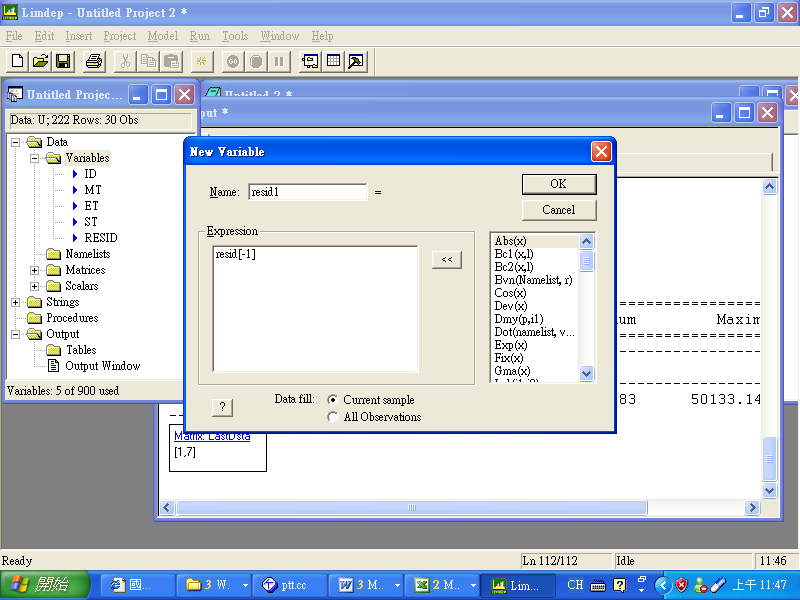 Limdep - Untitled Project 2 *
File Edit Insert Project Model Run Tools Window Help
Untitled Projec...
Untitled 2 *
put *
Data: U; 222 Rows: 30 Obs
Data
Variables
ID
MT
ET
ST
RESID
Namelists
Matrices
Scalars
Strings
Procedures
Output
Tables
Output Window
Variables: 5 of 900 used
New Variable
Name: resid1 =
OK
Cancel
Expression
resid[-1]
<<
Abs(x)
Bc1(x,l)
Bc2(x,l)
Bvn(Namelist, r)
Cos(x)
Dev(x)
Dmy(p,i1)
Dot(namelist, v...
Exp(x)
Fix(x)
Gma(x)
?
Data fill:
Current sample
All Observations
um Maxim
83 50133.14
Matrix: LastDsta
[1,7]
Ready
Ln 112/112
Idle
11:46
開始
國...
3 W.
ptt.cc
3 M..
2 M..
Lim...
CH
上午 11:47